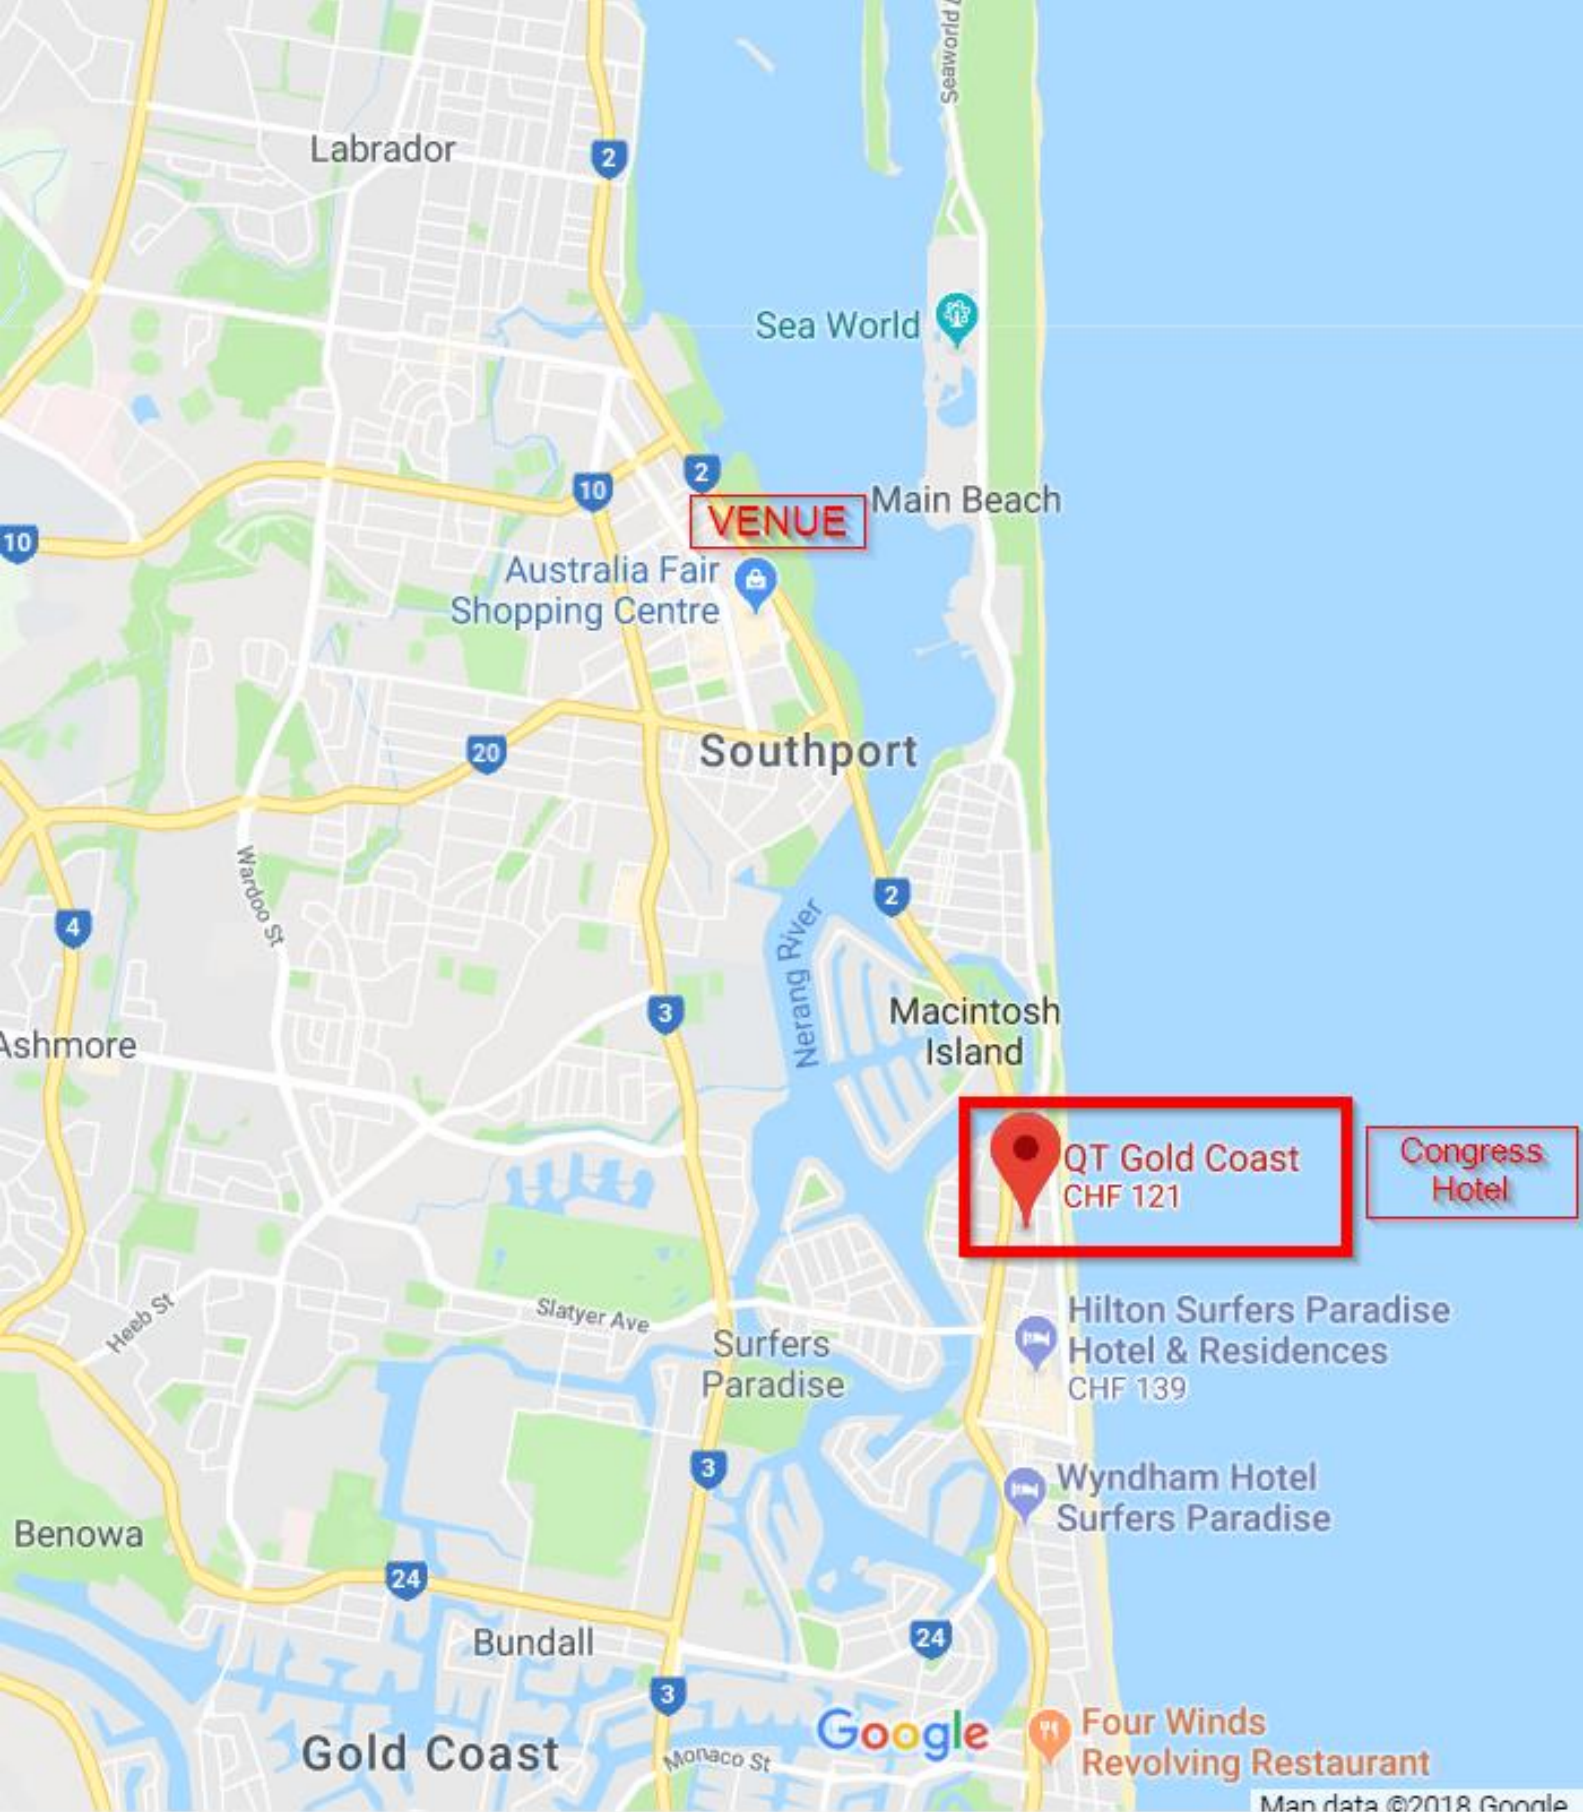 Seaworld
Labrador
2
Sea World
2
10
VENUE
Main Beach
10
Australia Fair
Shopping Centre
20
Southport
Wardoo St
2
4
Nerang River
3
Macintosh
Island
Ashmore
QT Gold Coast
CHF 121
Congress
Hotel
Heeb St
Slatyer Ave
Surfers
Paradise
Hilton Surfers Paradise
Hotel & Residences
CHF 139
3
Wyndham Hotel
Surfers Paradise
Benowa
24
Bundall
24
3
Google
Four Winds
Revolving Restaurant
Gold Coast
Monaco St
Map data ©2018 Google